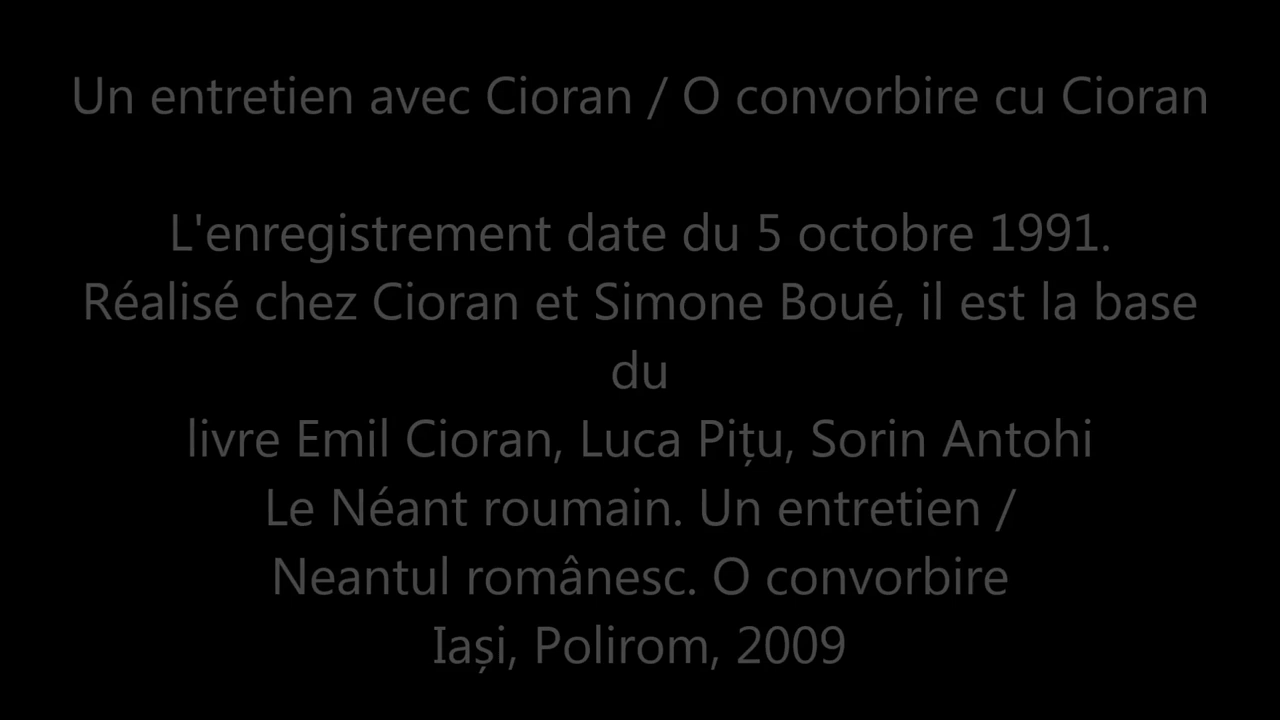 Un entretien avec Cioran / O convorbire cu Cioran
L'enregistrement date du 5 octobre 1991.
Réalisé chez Cioran et Simone Boué, il est la base
du
livre Emil Cioran, Luca Pițu, Sorin Antohi
Le Néant roumain. Un entretien /
Neantul românesc. O convorbire
Iași, Polirom, 2009